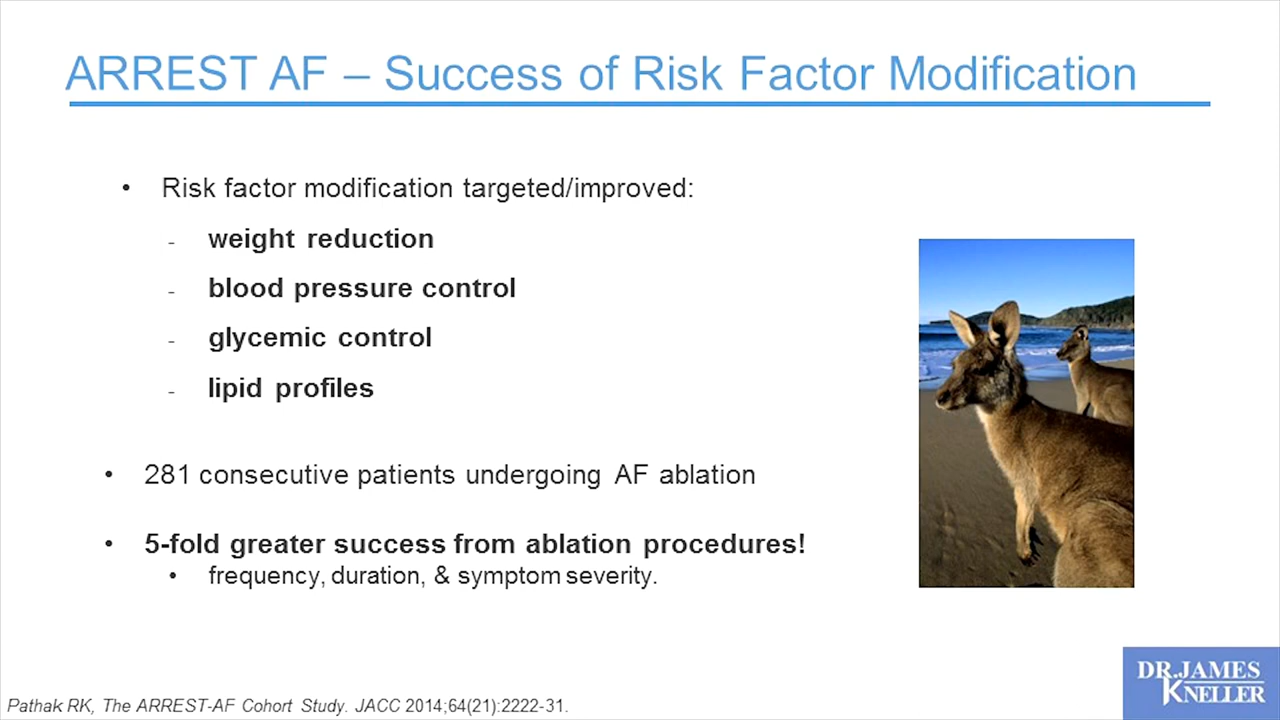 ARREST AF – Success of Risk Factor Modification
• Risk factor modification targeted/improved:
- weight reduction
- blood pressure control
- glycemic control
- lipid profiles
• 281 consecutive patients undergoing AF ablation
• 5-fold greater success from ablation procedures!
• frequency, duration, & symptom severity.
Pathak RK, The ARREST-AF Cohort Study. JACC 2014;64(21):2222-31.
DR.JAMES
KNELLER